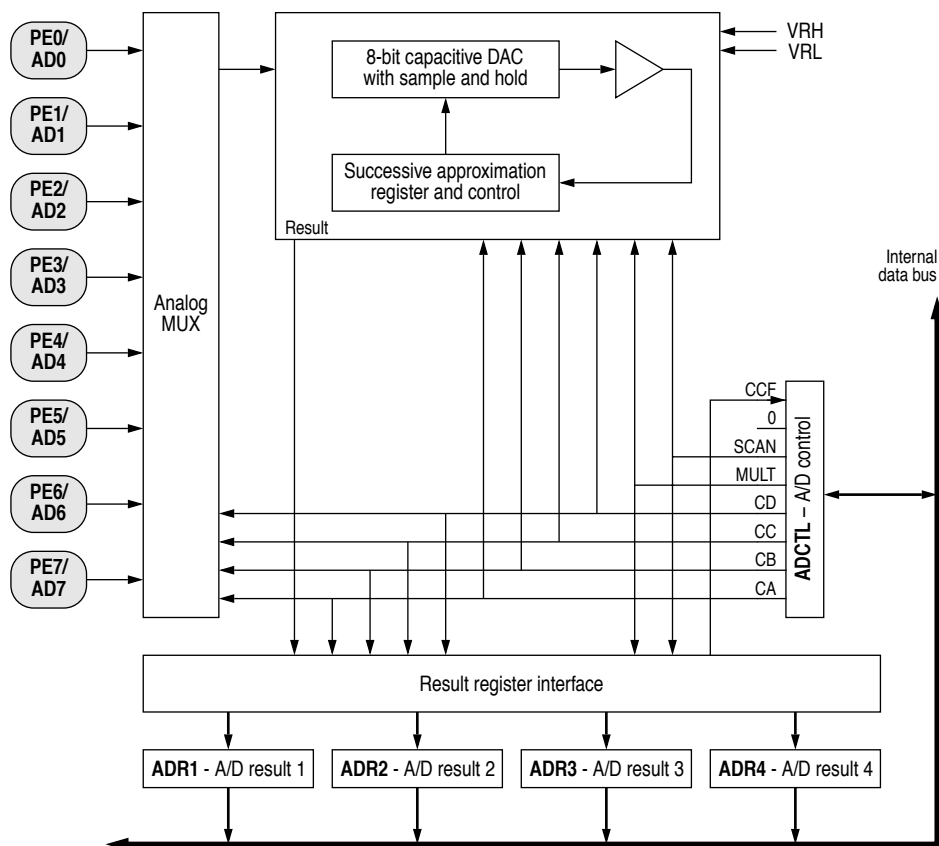 PE0/
AD0
PE1/
AD1
PE2/
AD2
PE3/
AD3
PE4/
AD4
PE5/
AD5
PE6/
AD6
PE7/
AD7
Analog
MUX
8-bit capacitive DAC
with sample and hold
Successive approximation
register and control
Result
VRH
VRL
Internal
data bus
CCF
0
SCAN
MULT
CD
CC
CB
CA
ADCTL – A/D control
Result register interface
ADR1 - A/D result 1
ADR2 - A/D result 2
ADR3 - A/D result 3
ADR4 - A/D result 4